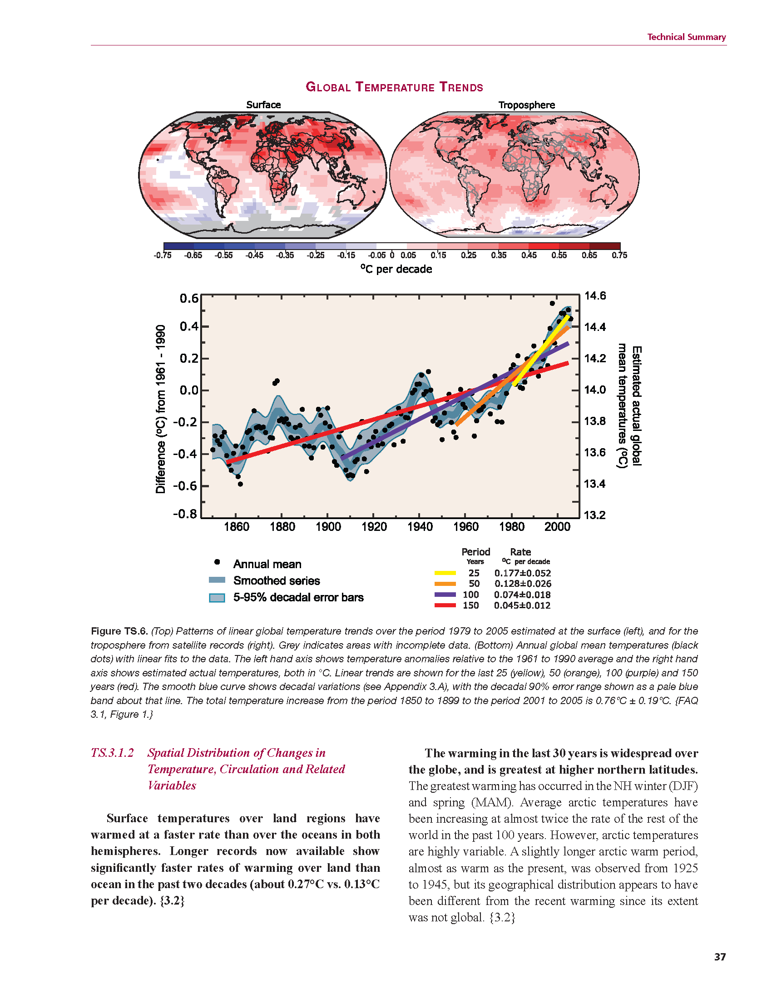 Technical Summary
Global Temperature Trends
Surface
Troposphere
-0.75 -0.65 -0.55 -0.45 -0.35 -0.25 -0.15 -0.05 0 0.05 0.15 0.25 0.35 0.45 0.55 0.65 0.75
ºC per decade
Difference (ºC) from 1961 - 1990
0.6
0.4
0.2
0.0
-0.2
-0.4
-0.6
-0.8
14.6
14.4
14.2
14.0
13.8
13.6
13.4
13.2
Estimated actual global
mean temperatures (ºC)
1860 1880 1900 1920 1940 1960 1980 2000
Annual mean
Smoothed series
5-95% decadal error bars
Period Rate
Years ºC per decade
25 0.177±0.052
50 0.128±0.026
100 0.074±0.018
150 0.045±0.012
Figure TS.6. (Top) Patterns of linear global temperature trends over the period 1979 to 2005 estimated at the surface (left), and for the
troposphere from satellite records (right). Grey indicates areas with incomplete data. (Bottom) Annual global mean temperatures (black
dots) with linear fits to the data. The left hand axis shows temperature anomalies relative to the 1961 to 1990 average and the right hand
axis shows estimated actual temperatures, both in °C. Linear trends are shown for the last 25 (yellow), 50 (orange), 100 (purple) and 150
years (red). The smooth blue curve shows decadal variations (see Appendix 3.A), with the decadal 90% error range shown as a pale blue
band about that line. The total temperature increase from the period 1850 to 1899 to the period 2001 to 2005 is 0.76°C ± 0.19°C. {FAQ
3.1, Figure 1.}
TS.3.1.2 Spatial Distribution of Changes in
Temperature, Circulation and Related
Variables
Surface temperatures over land regions have
warmed at a faster rate than over the oceans in both
hemispheres. Longer records now available show
significantly faster rates of warming over land than
ocean in the past two decades (about 0.27°C vs. 0.13°C
per decade). {3.2}
The warming in the last 30 years is widespread over
the globe, and is greatest at higher northern latitudes.
The greatest warming has occurred in the NH winter (DJF)
and spring (MAM). Average arctic temperatures have
been increasing at almost twice the rate of the rest of the
world in the past 100 years. However, arctic temperatures
are highly variable. A slightly longer arctic warm period,
almost as warm as the present, was observed from 1925
to 1945, but its geographical distribution appears to have
been different from the recent warming since its extent
was not global. {3.2}
37